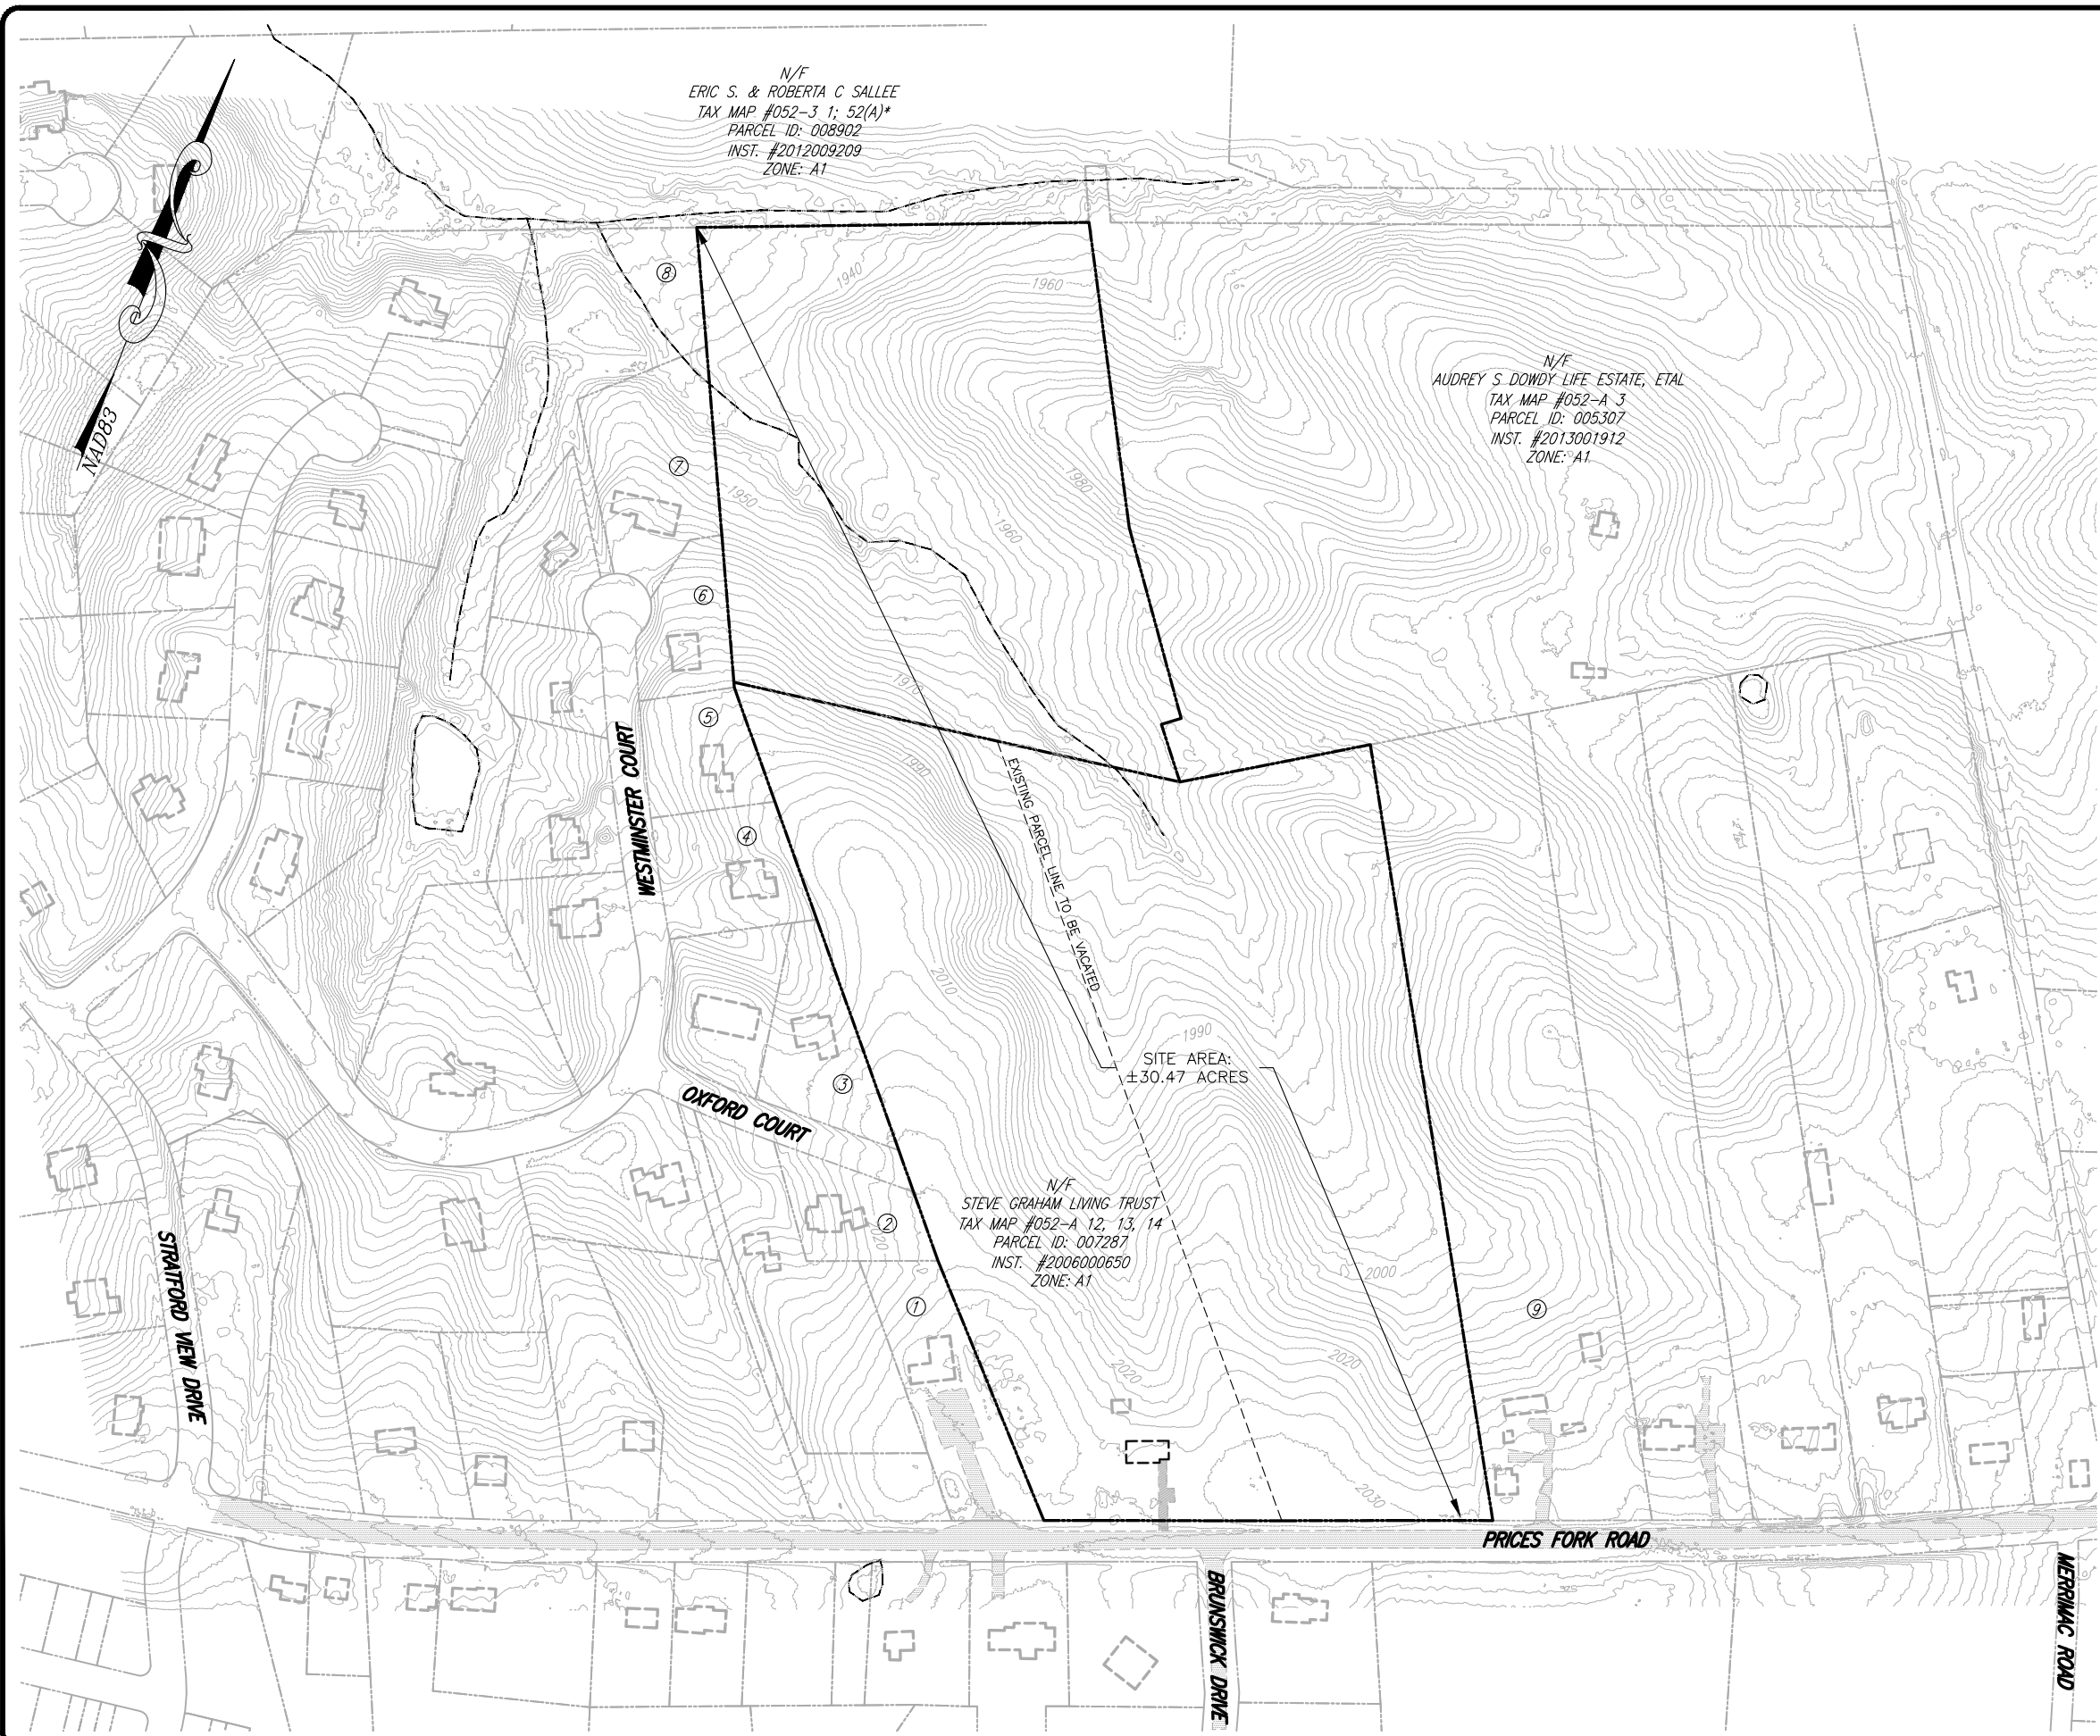 N/F
ERIC S. & ROBERTA C SALLEE
TAX MAP #052-3 1; 52(A)*
PARCEL ID: 008902
INST. #2012009209
ZONE: A1
NAD83
8
1940
1960
N/F
AUDREY S DOWDY LIFE ESTATE, ETAL
TAX MAP #052-A 3
PARCEL ID: 005307
INST. #2013001912
ZONE: A1
7
1950
1980
1960
6
1970
5
1990
WESTMINSTER COURT
EXISTING PARCEL LINE TO BE VACATED
4
2010
1990
SITE AREA:
±30.47 ACRES
3
OXFORD COURT
N/F
STEVE GRAHAM LIVING TRUST
TAX MAP #052-A 12, 13, 14
PARCEL ID: 007287
INST. #2006000650
ZONE: A1
2
2020
2000
1
9
STRATFORD VIEW DRIVE
2020
2020
2030
PRICES FORK ROAD
BRUNSWICK DRIVE
MERRIMAC ROAD